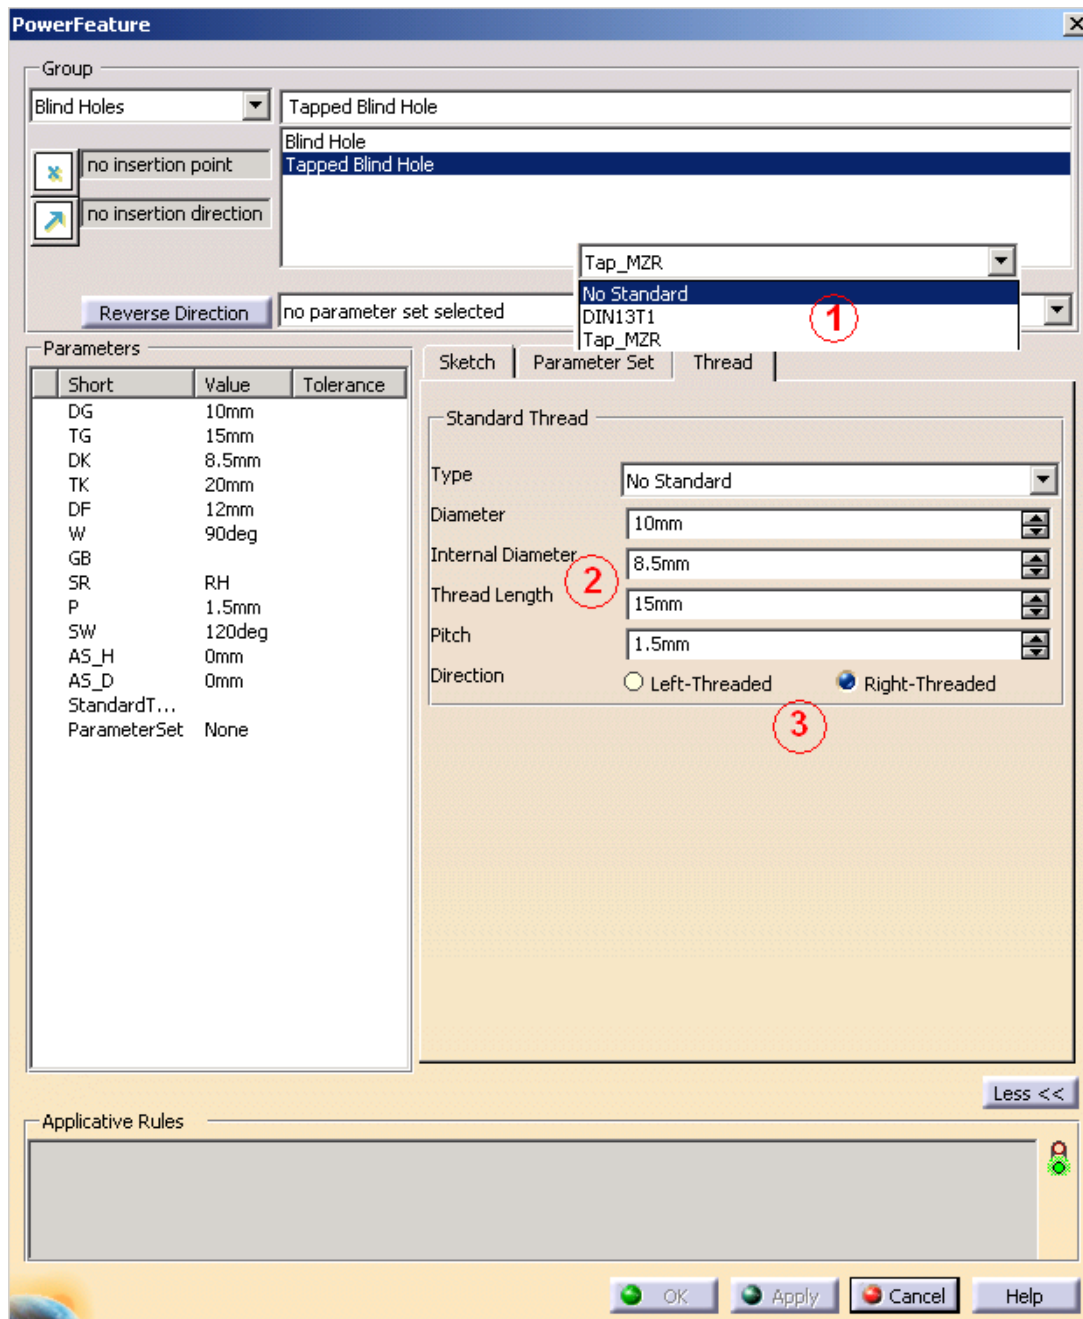 PowerFeature
Group
Blind Holes
Tapped Blind Hole
Blind Hole
Tapped Blind Hole
no insertion point
no insertion direction
Tap_MZR
No Standard
DIN13T1
Tap_MZR
1
Reverse Direction
no parameter set selected
Parameters
Short Value Tolerance
DG 10mm
TG 15mm
DK 8.5mm
TK 20mm
DF 12mm
W 90deg
GB
SR RH
P 1.5mm
SW 120deg
AS_H 0mm
AS_D 0mm
StandardT...
ParameterSet None
Sketch Parameter Set Thread
Standard Thread
Type No Standard
Diameter 10mm
Internal Diameter 8.5mm
2
Thread Length 15mm
Pitch 1.5mm
Direction Left-Threaded Right-Threaded
3
Less <<
Applicative Rules
OK Apply Cancel Help